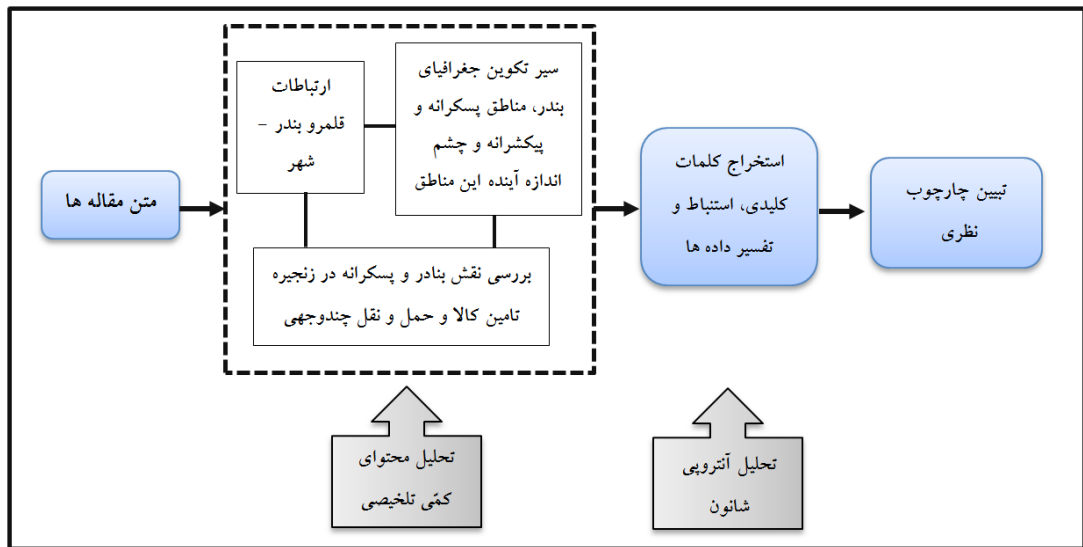 متن مقاله ها
ارتباطات
قلمرو بندر –
شهر
سیر تکوین جغرافیای
بندر، مناطق پسکرانه و
پیکشرانه و چشم
اندازه آینده این مناطق
بررسی نقش بنادر و پسکرانه در زنجیره
تامین کالا و حمل و نقل چندوجهی
استخراج کلمات
کلیدی، استنباط و
تفسیر داده ها
تبیین چارچوب
نظری
تحلیل محتوای
کمّی تلخیصی
تحلیل آنتروپی
شانون